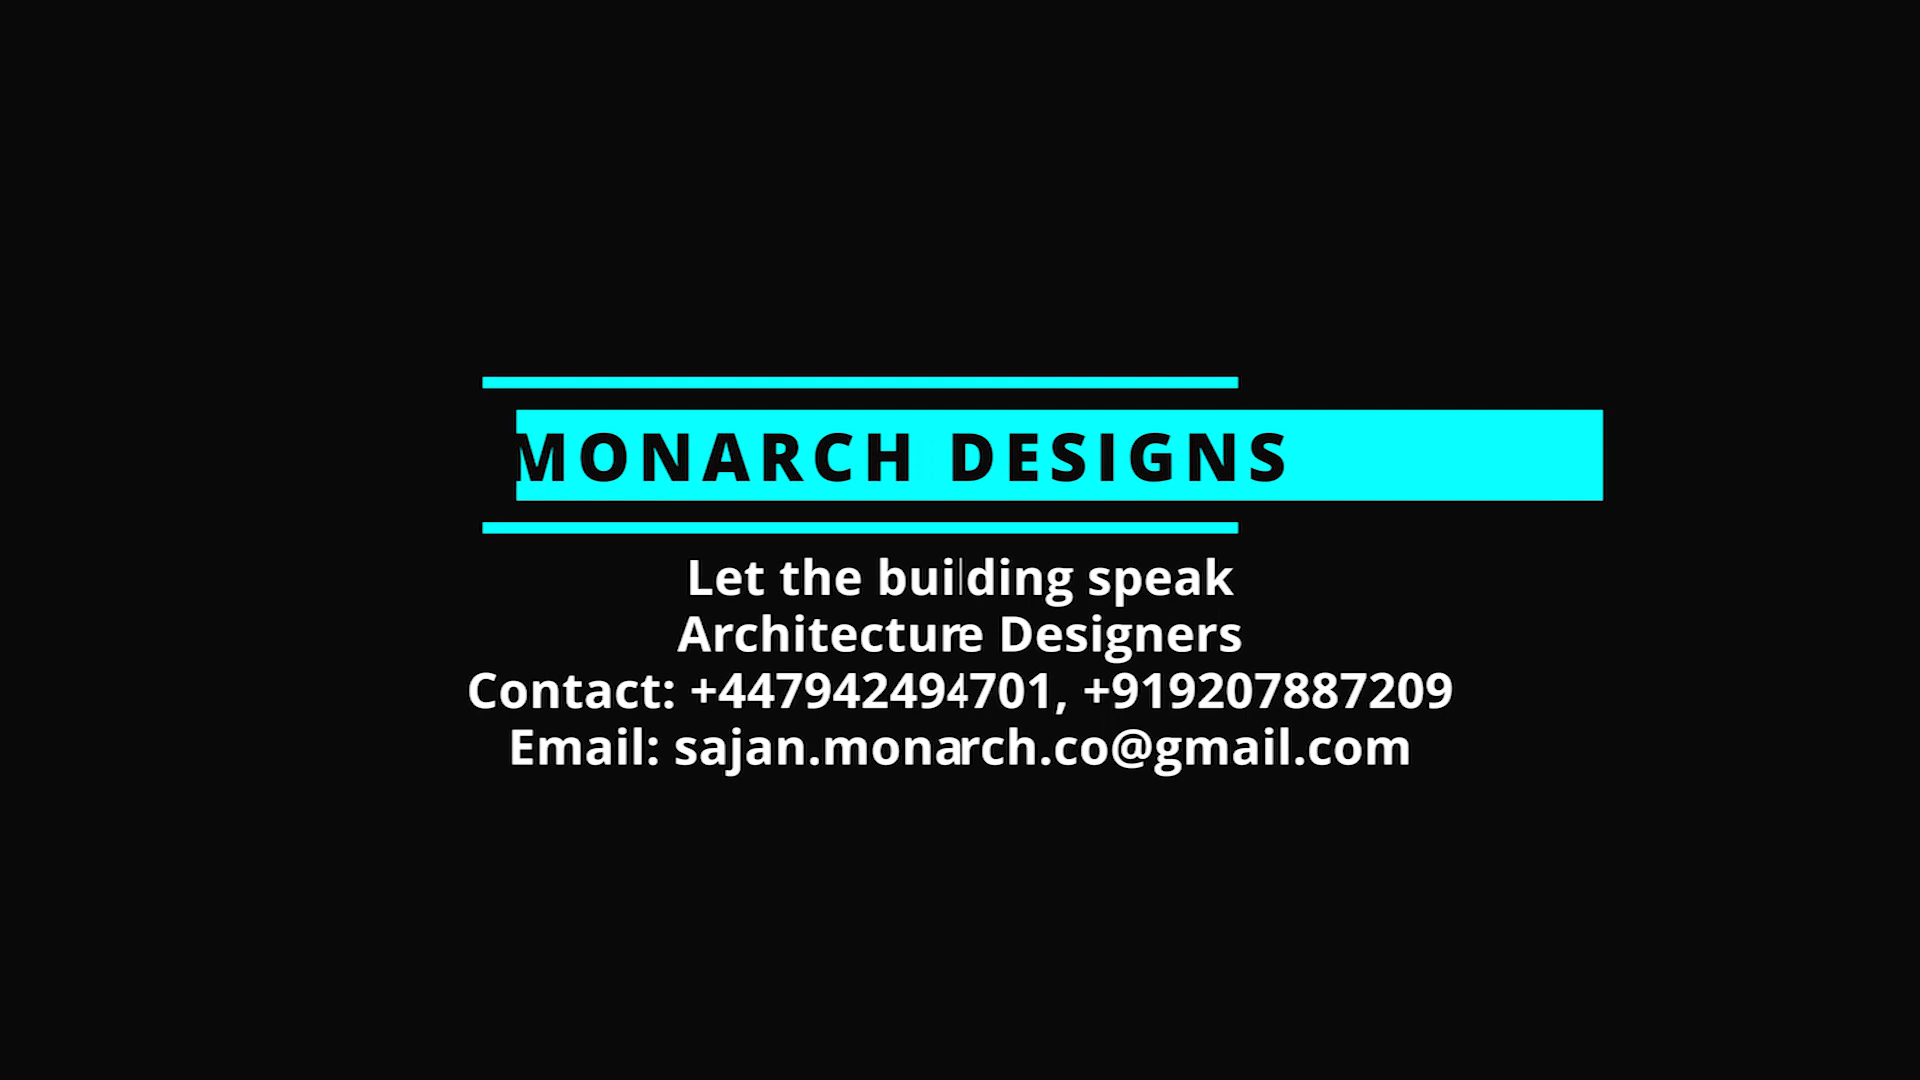 MONARCH DESIGNS
Let the building speak
Architecture Designers
Contact: +447942494701, +919207887209
Email: sajan.monarch.co@gmail.com